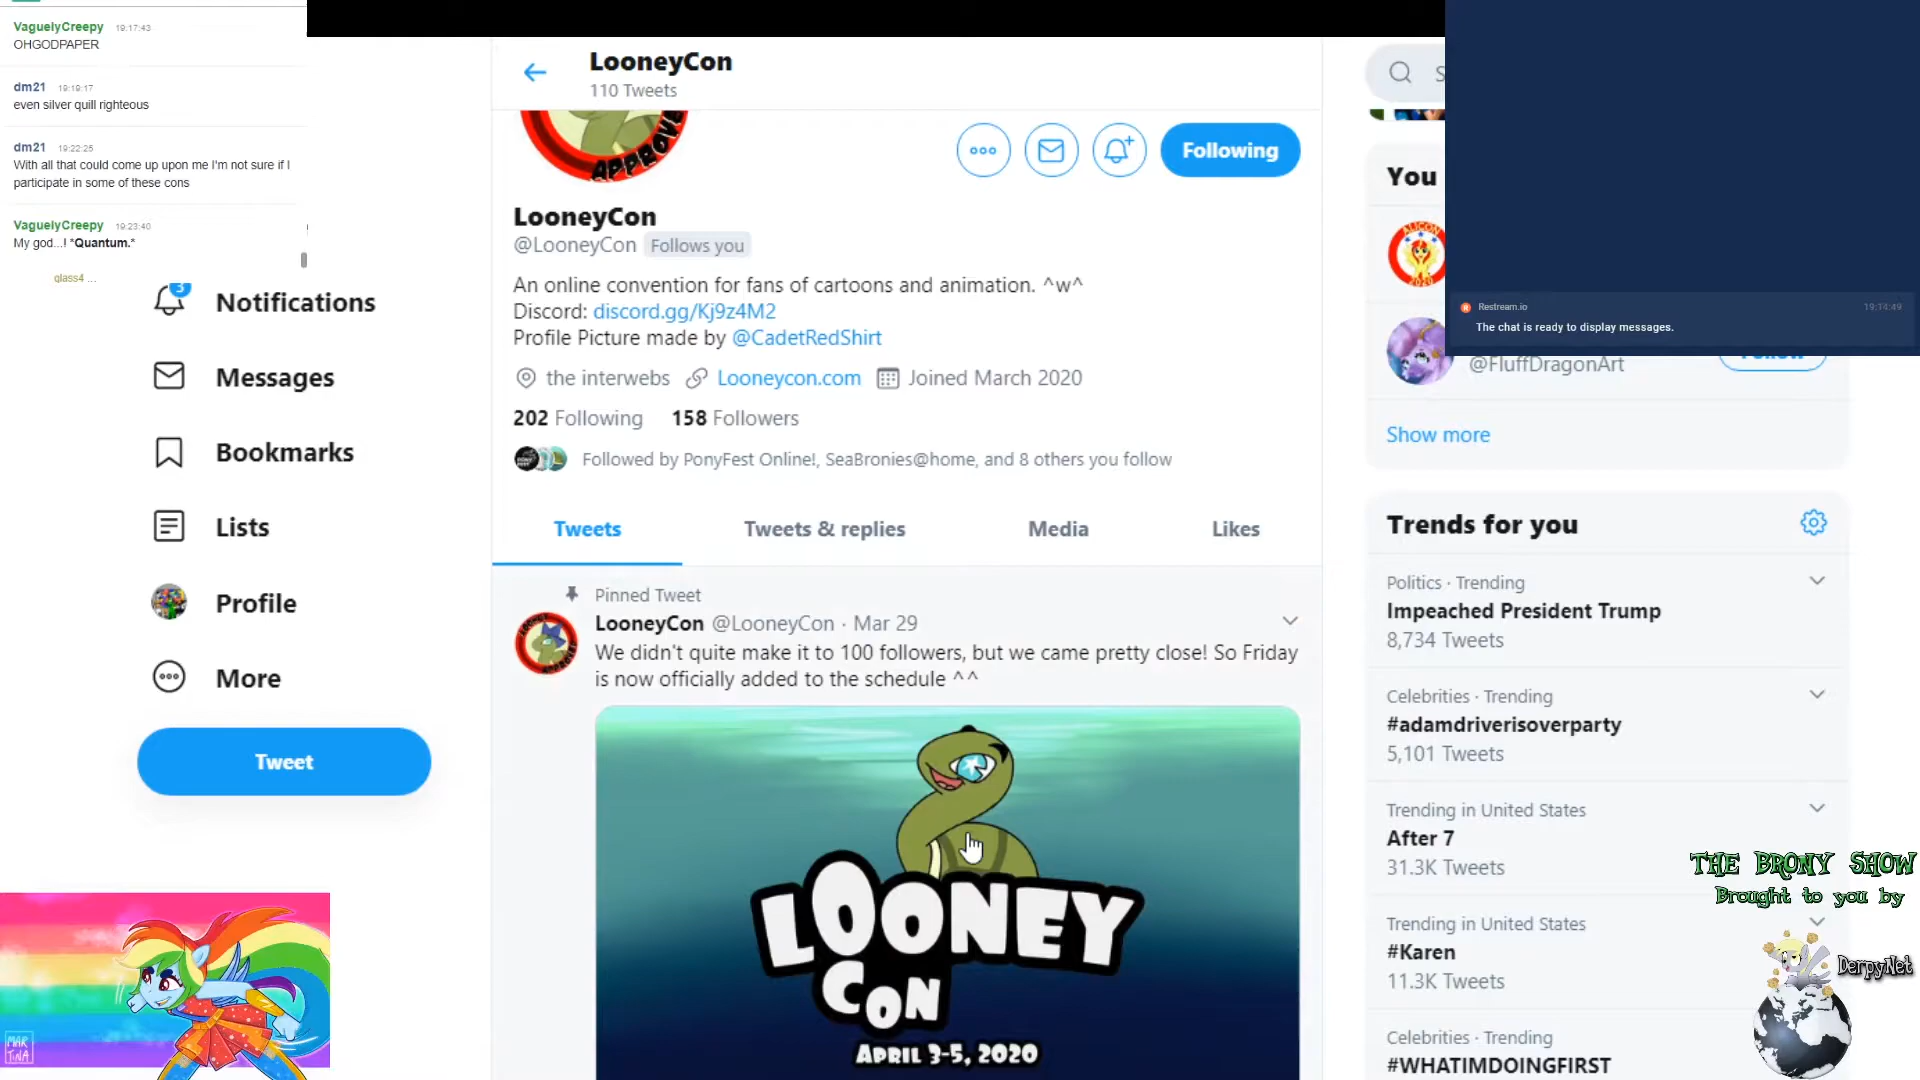 VaguelyCreepy 19:17:43
OHGODPAPER
dm21 19:19:17
even silver quill righteous
dm21 19:22:25
With all that could come up upon me I'm not sure if I
participate in some of these cons
VaguelyCreepy 19:23:40
My god...! *Quantum.*
glass4 ...
3
Notifications
Messages
Bookmarks
Lists
Profile
More
Tweet
MAR
TINA
LooneyCon
110 Tweets
APPROVE
Following
LooneyCon
@LooneyCon Follows you
An online convention for fans of cartoons and animation. ^w^
Discord: discord.gg/Kj9z4M2
Profile Picture made by @CadetRedShirt
the interwebs Looneycon.com Joined March 2020
202 Following 158 Followers
Followed by PonyFest Online!, SeaBronies@home, and 8 others you follow
Tweets Tweets & replies Media Likes
Pinned Tweet
LooneyCon @LooneyCon · Mar 29
We didn't quite make it to 100 followers, but we came pretty close! So Friday
is now officially added to the schedule ^^
LOONEY
CON
APRIL 3-5, 2020
S
You
Restream.io 19:14:49
The chat is ready to display messages.
@FluffDragonArt
Follow
Show more
Trends for you
Politics · Trending
Impeached President Trump
8,734 Tweets
Celebrities · Trending
#adamdriverisoverparty
5,101 Tweets
Trending in United States
After 7
31.3K Tweets
Trending in United States
#Karen
11.3K Tweets
Celebrities · Trending
#WHATIMDOINGFIRST
THE BRONY SHOW
Brought to you by
DerpyNet